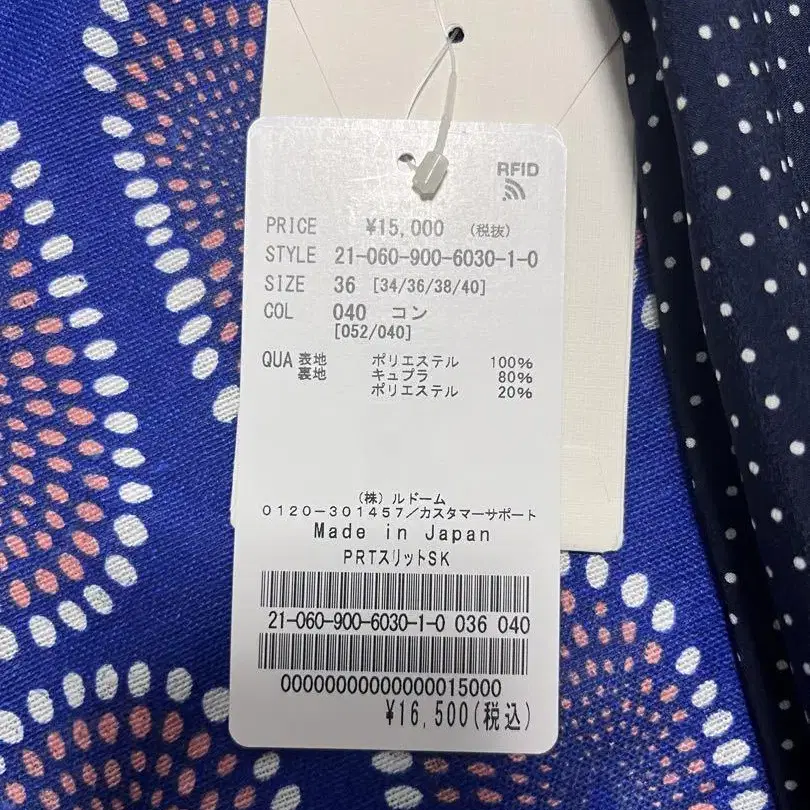 RFID
PRICE ¥15,000 (税抜)
STYLE 21-060-900-6030-1-0
SIZE 36 [34/36/38/40]
COL 040 コン
[052/040]
QUA 表地 ポリエステル 100%
裏地 キュプラ 80%
ポリエステル 20%
(株)ルドーム
0120-301457/カスタマーサポート
Made in Japan
PRTスリットSK
21-060-900-6030-1-0 036 040
00000000000000015000
¥16,500(税込)